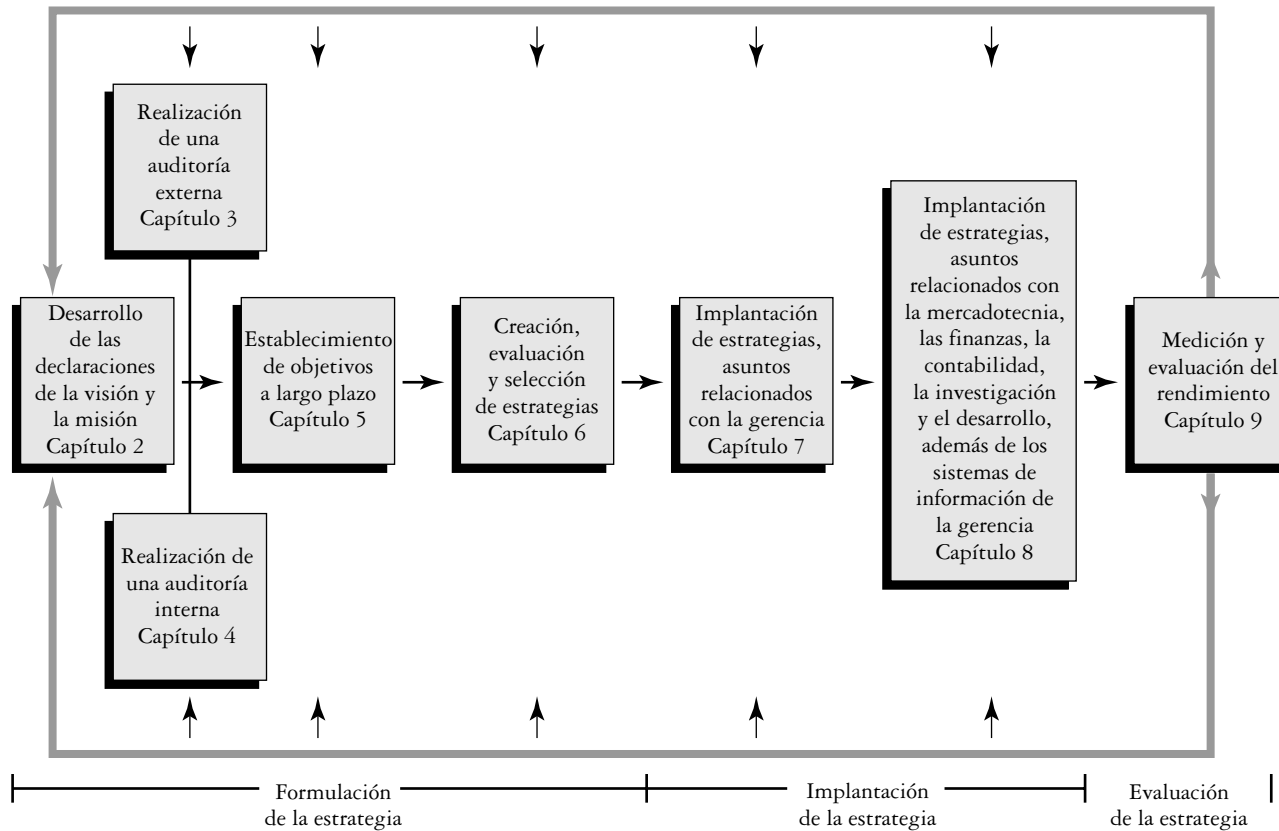 Realización
de una
auditoría
externa
Capítulo 3
Desarrollo
de las
declaraciones
de la visión y
la misión
Capítulo 2
Realización de
una auditoría
interna
Capítulo 4
Establecimiento
de objetivos
a largo plazo
Capítulo 5
Creación,
evaluación
y selección
de estrategias
Capítulo 6
Implantación
de estrategias,
asuntos
relacionados
con la gerencia
Capítulo 7
Implantación
de estrategias,
asuntos
relacionados con
la mercadotecnia,
las finanzas, la
contabilidad,
la investigación
y el desarrollo,
además de los
sistemas de
información de
la gerencia
Capítulo 8
Medición y
evaluación del
rendimiento
Capítulo 9
Formulación
de la estrategia
Implantación
de la estrategia
Evaluación
de la estrategia